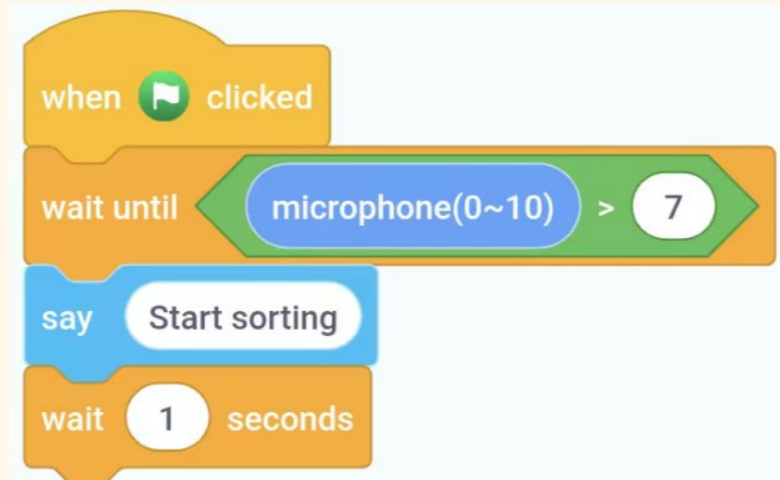 when clicked
wait until microphone(0~10) > 7
say Start sorting
wait 1 seconds